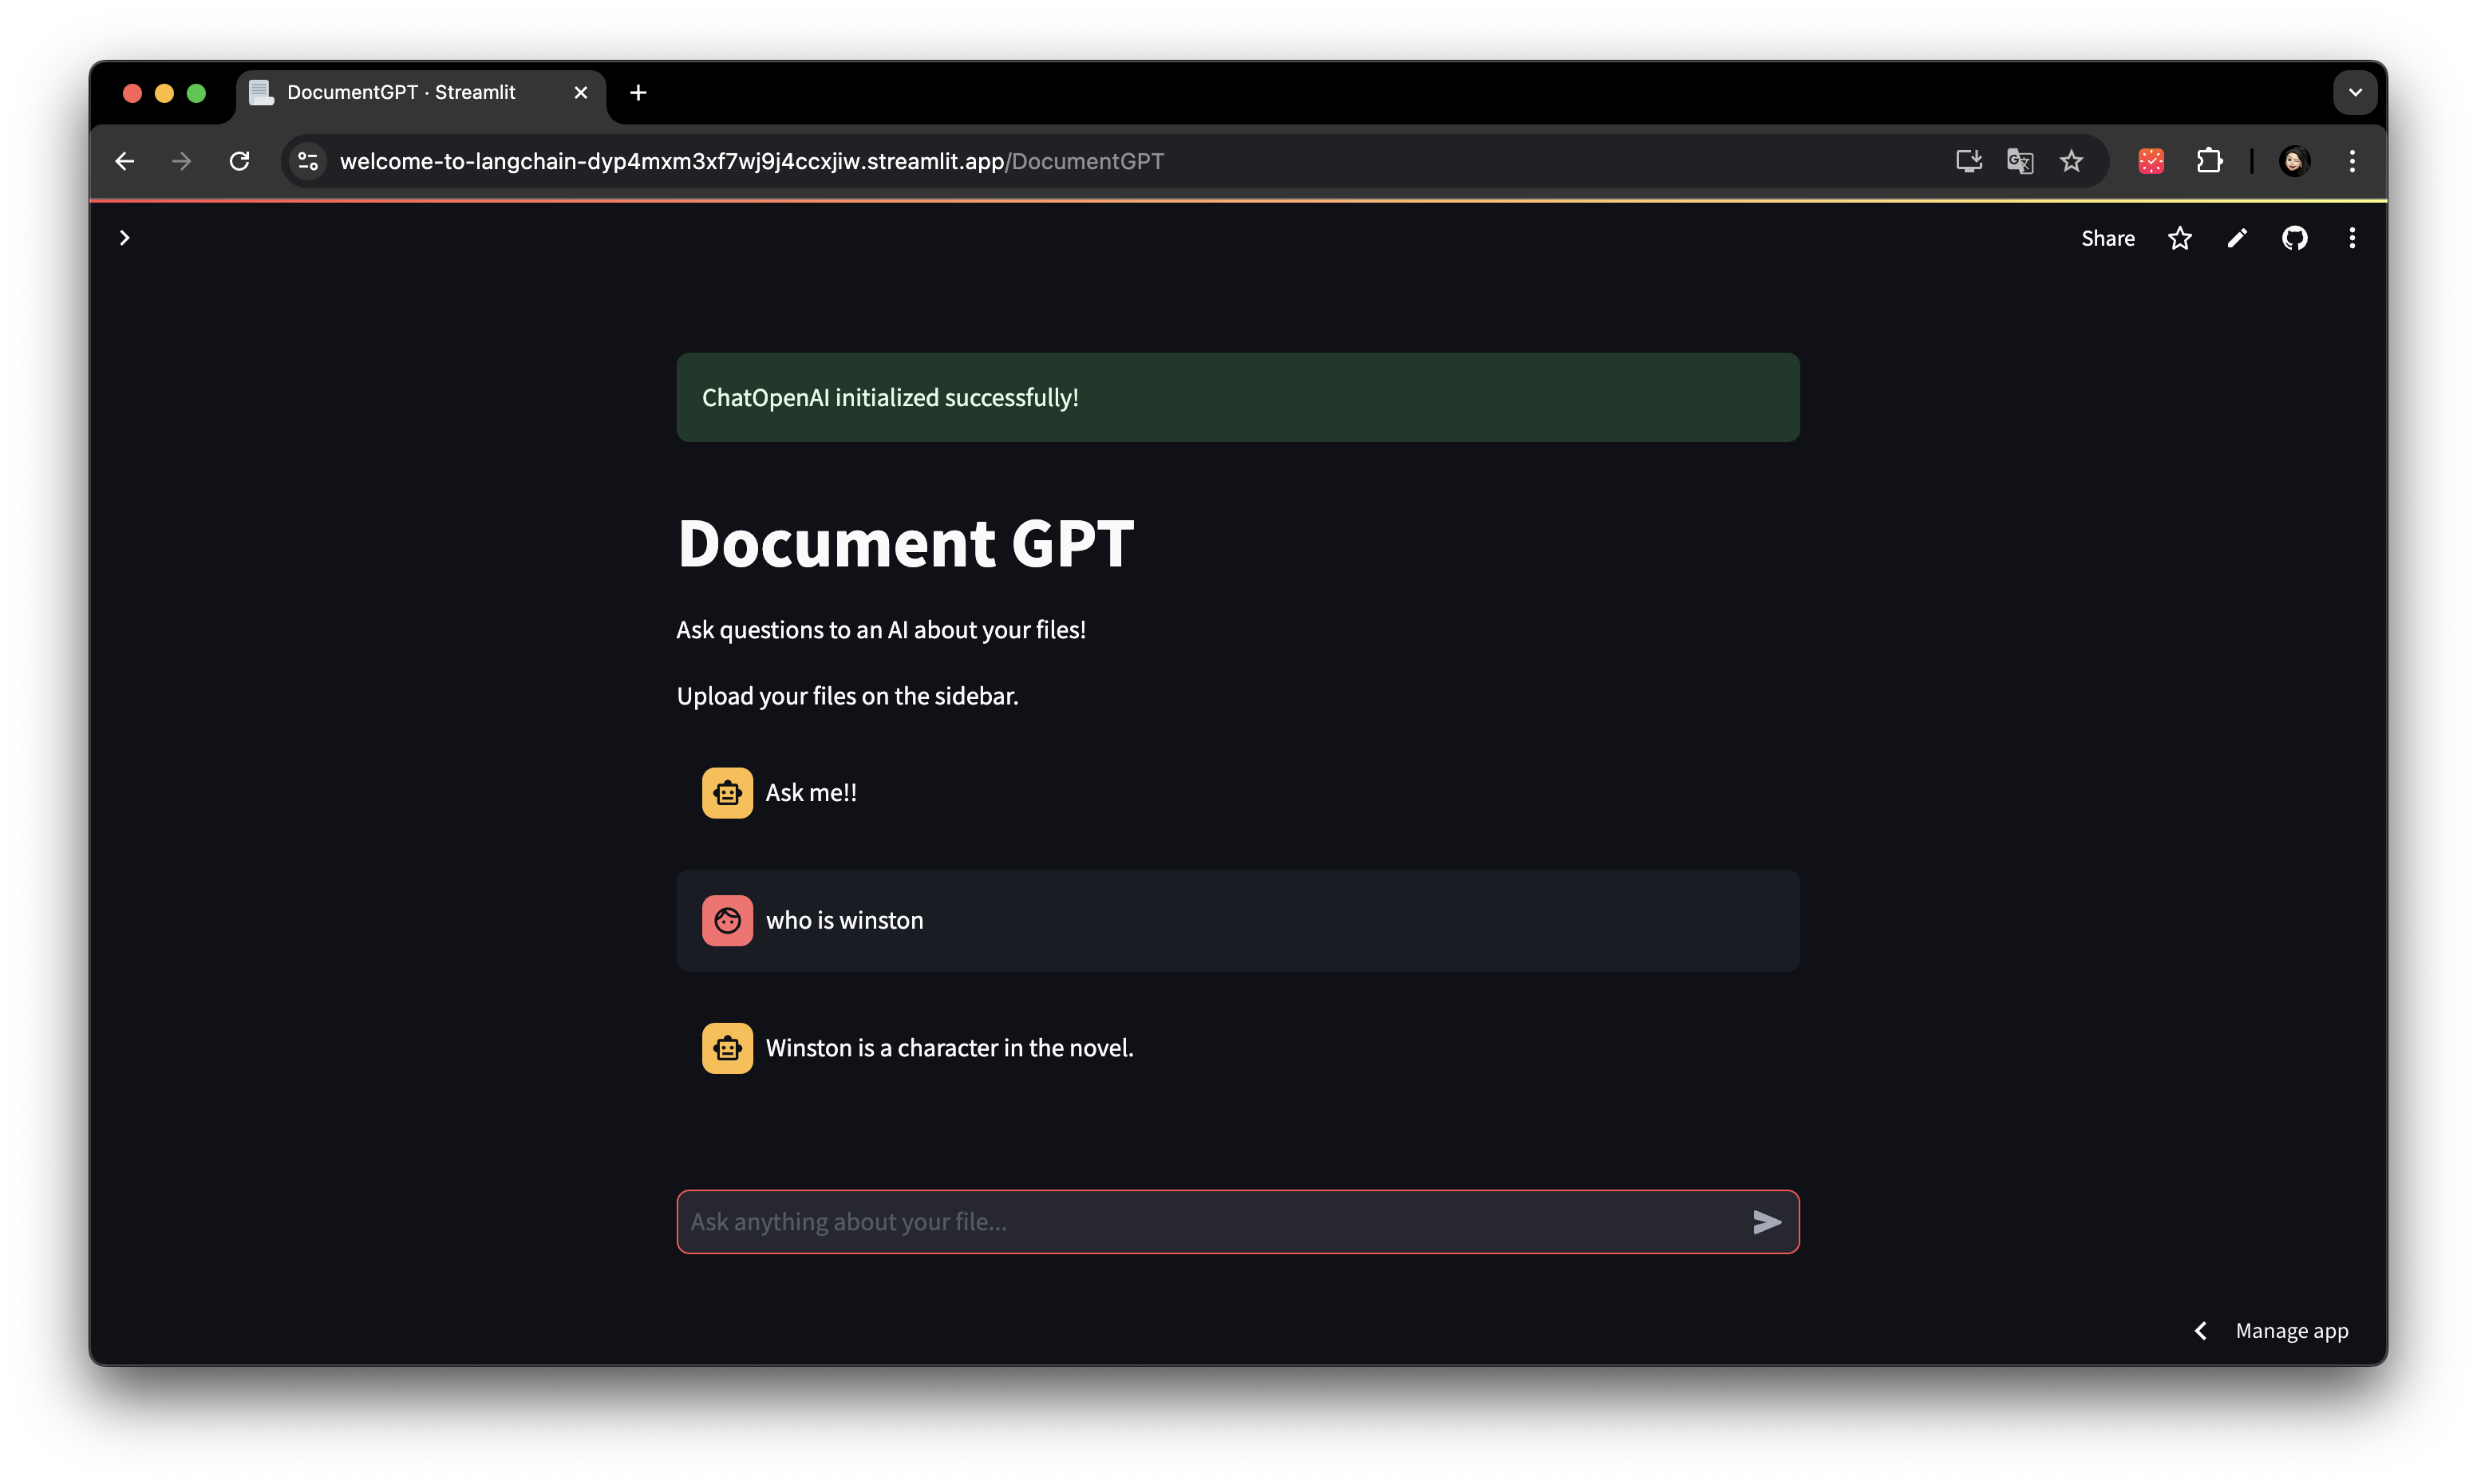 DocumentGPT · Streamlit
welcome-to-langchain-dyp4mxm3xf7wj9j4ccxjiw.streamlit.app/DocumentGPT
Share
ChatOpenAI initialized successfully!
Document GPT
Ask questions to an AI about your files!
Upload your files on the sidebar.
Ask me!!
who is winston
Winston is a character in the novel.
Ask anything about your file...
Manage app